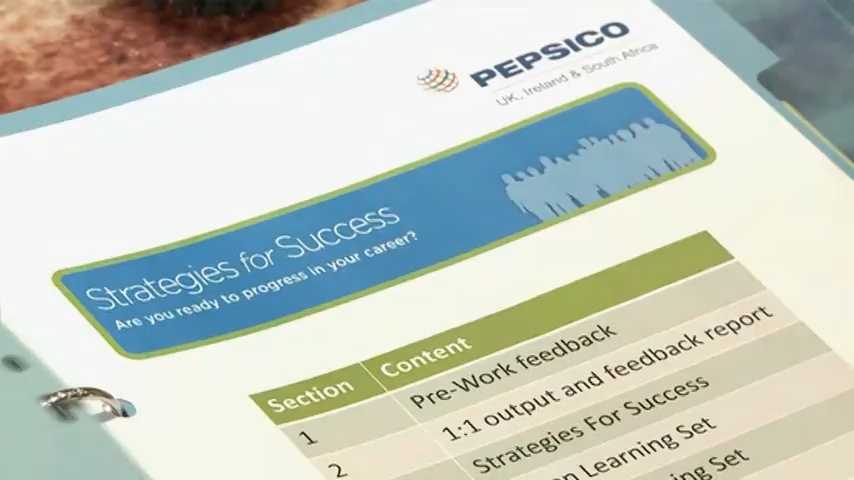 PEPSICO
UK, Ireland & South Africa
Strategies for Success
Are you ready to progress in your career?
Section Content
1 Pre-Work feedback
2 1:1 output and feedback report
Strategies For Success
Learning Set
Set